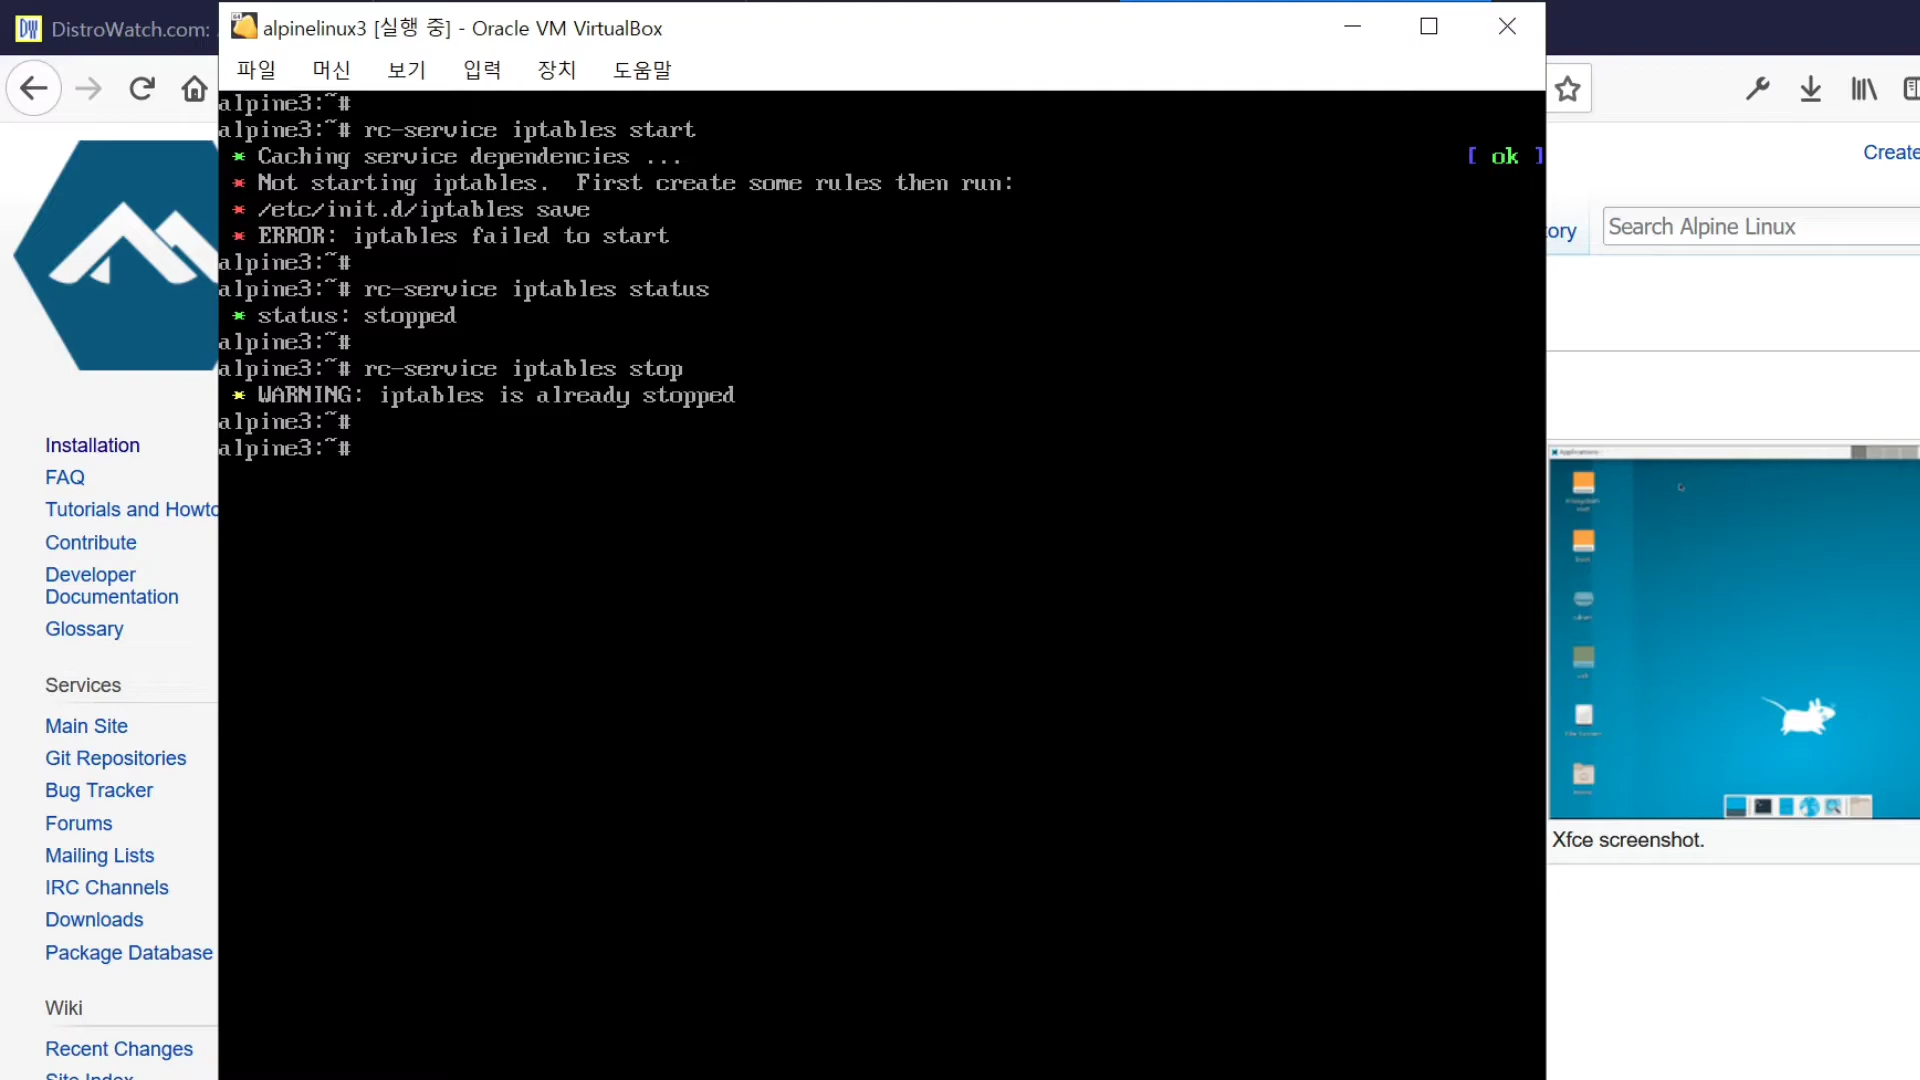 DistroWatch.com:
alpinelinux3 [실행 중] - Oracle VM VirtualBox
파일 머신 보기 입력 장치 도움말
alpine3:~#
alpine3:~# rc-service iptables start
* Caching service dependencies ... [ ok ]
* Not starting iptables.  First create some rules then run:
* /etc/init.d/iptables save
* ERROR: iptables failed to start
alpine3:~#
alpine3:~# rc-service iptables status
* status: stopped
alpine3:~#
alpine3:~# rc-service iptables stop
* WARNING: iptables is already stopped
alpine3:~#
alpine3:~#
Installation
FAQ
Tutorials and Howto
Contribute
Developer
Documentation
Glossary
Services
Main Site
Git Repositories
Bug Tracker
Forums
Mailing Lists
IRC Channels
Downloads
Package Database
Wiki
Recent Changes
Site Index
Create
ory
Search Alpine Linux
Xfce screenshot.